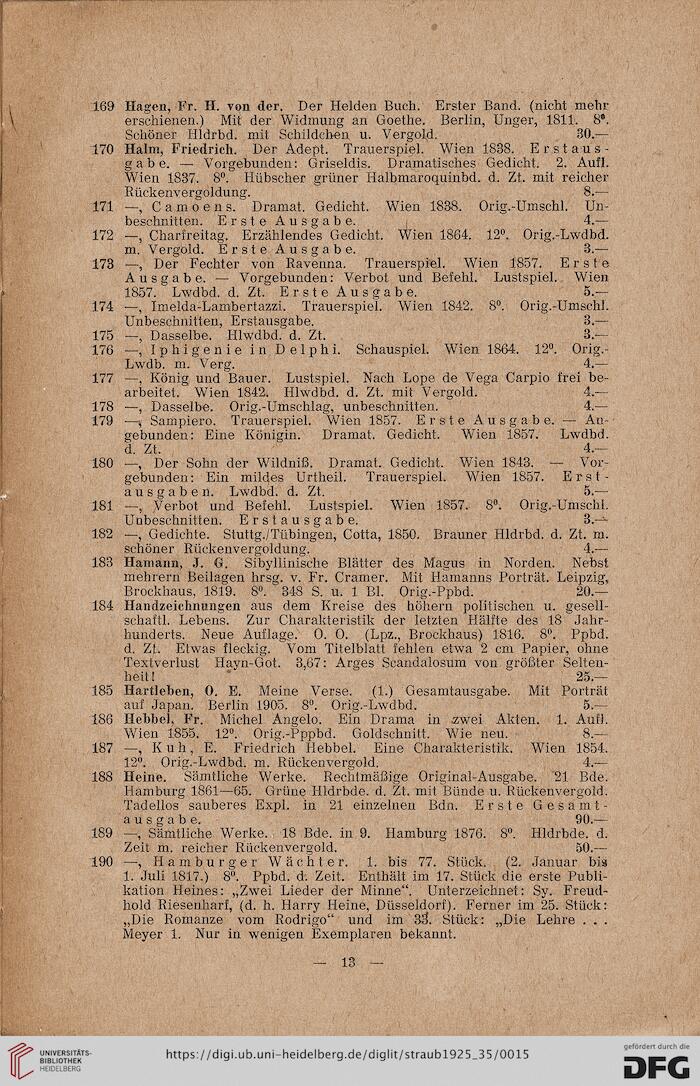 169 Hagen, Fr. H. von der. Der Helden Buch. Erster Band. (nicht mehr
erschienen.) Mit der Widmung an Goethe. Berlin, Unger, 1811. 8⁰.
Schöner Hldrbd. mit Schildchen u. Vergold. 30.—
170 Halm, Friedrich. Der Adept. Trauerspiel. Wien 1838. Erstaus-
gabe. — Vorgebunden: Griseldis. Dramatisches Gedicht. 2. Aufl.
Wien 1837. 8⁰. Hübscher grüner Halbmaroquinbd. d. Zt. mit reicher
Rückenvergoldung. 8.—
171 —, Camoens. Dramat. Gedicht. Wien 1838. Orig.-Umschl. Un-
beschnitten. Erste Ausgabe. 4.—
172 —, Charfreitag. Erzählendes Gedicht. Wien 1864. 12⁰. Orig.-Lwdbd.
m. Vergold. Erste Ausgabe. 3.—
173 —, Der Fechter von Ravenna. Trauerspiel. Wien 1857. Erste
Ausgabe. — Vorgebunden: Verbot und Befehl. Lustspiel. Wien
1857. Lwdbd. d. Zt. Erste Ausgabe. 5.—
174 —, Imelda-Lambertazzi. Trauerspiel. Wien 1842. 8⁰. Orig.-Umschl.
Unbeschnitten, Erstausgabe. 3.—
175 —, Dasselbe. Hlwdbd. d. Zt. 3.—
176 —, Iphigenie in Delphi. Schauspiel. Wien 1864. 12⁰. Orig.-
Lwdb. m. Verg. 4.—
177 —, König und Bauer. Lustspiel. Nach Lope de Vega Carpio frei be-
arbeitet. Wien 1842. Hlwdbd. d. Zt. mit Vergold. 4.—
178 —, Dasselbe. Orig.-Umschlag, unbeschnitten. 4.—
179 —, Sampiero. Trauerspiel. Wien 1857. Erste Ausgabe. — An-
gebunden: Eine Königin. Dramat. Gedicht. Wien 1857. Lwdbd.
d. Zt. 4.—
180 —, Der Sohn der Wildniß. Dramat. Gedicht. Wien 1843. — Vor-
gebunden: Ein mildes Urtheil. Trauerspiel. Wien 1857. Erst-
ausgaben. Lwdbd. d. Zt. 5.—
181 —, Verbot und Befehl. Lustspiel. Wien 1857. 8⁰. Orig.-Umschl.
Unbeschnitten. Erstausgabe. 3.—
182 —, Gedichte. Stuttg./Tübingen, Cotta, 1850. Brauner Hldrbd. d. Zt. m.
schöner Rückenvergoldung. 4.—
183 Hamann, J. G. Sibyllinische Blätter des Magus in Norden. Nebst
mehrern Beilagen hrsg. v. Fr. Cramer. Mit Hamanns Porträt. Leipzig,
Brockhaus, 1819. 8⁰. 348 S. u. 1 Bl. Orig.-Ppbd. 20.—
184 Handzeichnungen aus dem Kreise des höhern politischen u. gesell-
schaftl. Lebens. Zur Charakteristik der letzten Hälfte des 18 Jahr-
hunderts. Neue Auflage. O. O. (Lpz., Brockhaus) 1816. 8⁰. Ppbd.
d. Zt. Etwas fleckig. Vom Titelblatt fehlen etwa 2 cm Papier, ohne
Textverlust Hayn-Got. 3,67: Arges Scandalosum von größter Selten-
heit! 25.—
185 Hartleben, O. E. Meine Verse. (1.) Gesamtausgabe. Mit Porträt
auf Japan. Berlin 1905. 8⁰. Orig.-Lwdbd. 5.—
186 Hebbel, Fr. Michel Angelo. Ein Drama in zwei Akten. 1. Aufl.
Wien 1855. 12⁰. Orig.-Pppbd. Goldschnitt. Wie neu. 8.—
187 —, Kuh, E. Friedrich Hebbel. Eine Charakteristik. Wien 1854.
12⁰. Orig.-Lwdbd. m. Rückenvergold. 4.—
188 Heine. Sämtliche Werke. Rechtmäßige Original-Ausgabe. 21 Bde.
Hamburg 1861—65. Grüne Hldrbde. d. Zt. mit Bünde u. Rückenvergold.
Tadellos sauberes Expl. in 21 einzelnen Bdn. Erste Gesamt-
ausgabe. 90.—
189 —, Sämtliche Werke. 18 Bde. in 9. Hamburg 1876. 8⁰. Hldrbde. d.
Zeit m. reicher Rückenvergold. 50.—
190 —, Hamburger Wächter. 1. bis 77. Stück. (2. Januar bis
1. Juli 1817.) 8⁰. Ppbd. d. Zeit. Enthält im 17. Stück die erste Publi-
kation Heines: „Zwei Lieder der Minne“. Unterzeichnet: Sy. Freud-
hold Riesenharf, (d. h. Harry Heine, Düsseldorf). Ferner im 25. Stück:
„Die Romanze vom Rodrigo“ und im 33. Stück: „Die Lehre . . .
Meyer 1. Nur in wenigen Exemplaren bekannt.
— 13 —
UNIVERSITÄTS-
BIBLIOTHEK
HEIDELBERG
https://digi.ub.uni-heidelberg.de/diglit/straub1925_35/0015
gefördert durch die
DFG